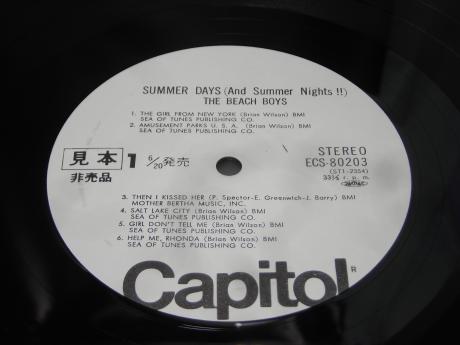 SUMMER DAYS (And Summer Nights!!)
THE BEACH BOYS
1. THE GIRL FROM NEW YORK (Brian Wilson) BMI
SEA OF TUNES PUBLISHING CO.
2. AMUSEMENT PARKS U. S. A. (Brian Wilson) BMI
SEA OF TUNES PUBLISHING CO.
見本 1 6/20発売
非売品
STEREO
ECS-80203
(ST1-2354)
33⅓ r. p. m.
3. THEN I KISSED HER (P. Spector-E. Greenwich-J. Barry) BMI
MOTHER BERTHA MUSIC, INC.
4. SALT LAKE CITY (Brian Wilson) BMI
SEA OF TUNES PUBLISHING CO.
5. GIRL DON'T TELL ME (Brian Wilson) BMI
SEA OF TUNES PUBLISHING CO.
6. HELP ME, RHONDA (Brian Wilson) BMI
SEA OF TUNES PUBLISHING CO.
Capitol®